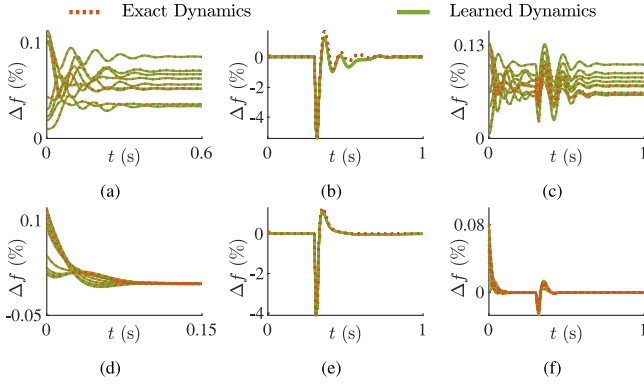 Exact Dynamics Learned Dynamics
0.11 0 -2 -4 0.13
Δf (%) Δf (%) Δf (%)
0 0
0 0.6 0 1 0 1
t (s) t (s) t (s)
(a) (b) (c)
0.1 0 -2 -4 0.08 0
Δf (%) Δf (%) Δf (%)
-0.05
0 0.15 0 1 0 1
t (s) t (s) t (s)
(d) (e) (f)